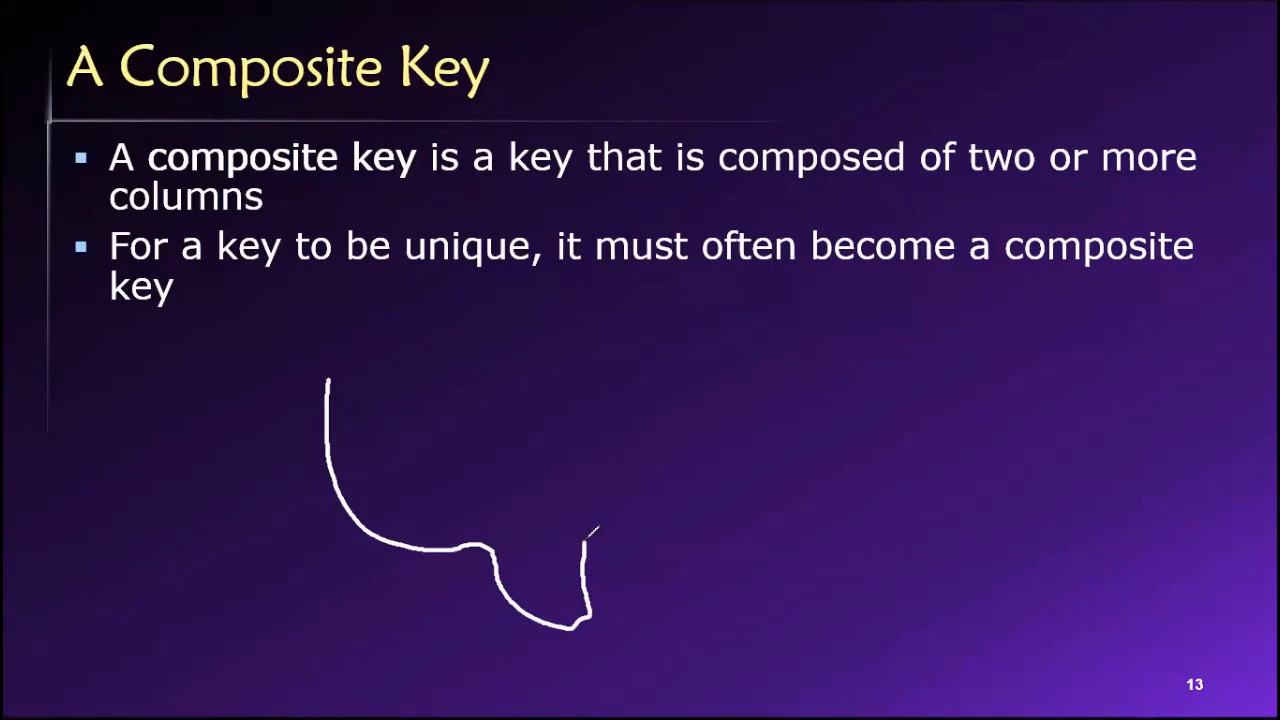 A Composite Key
▪ A composite key is a key that is composed of two or more
columns
▪ For a key to be unique, it must often become a composite
key
13